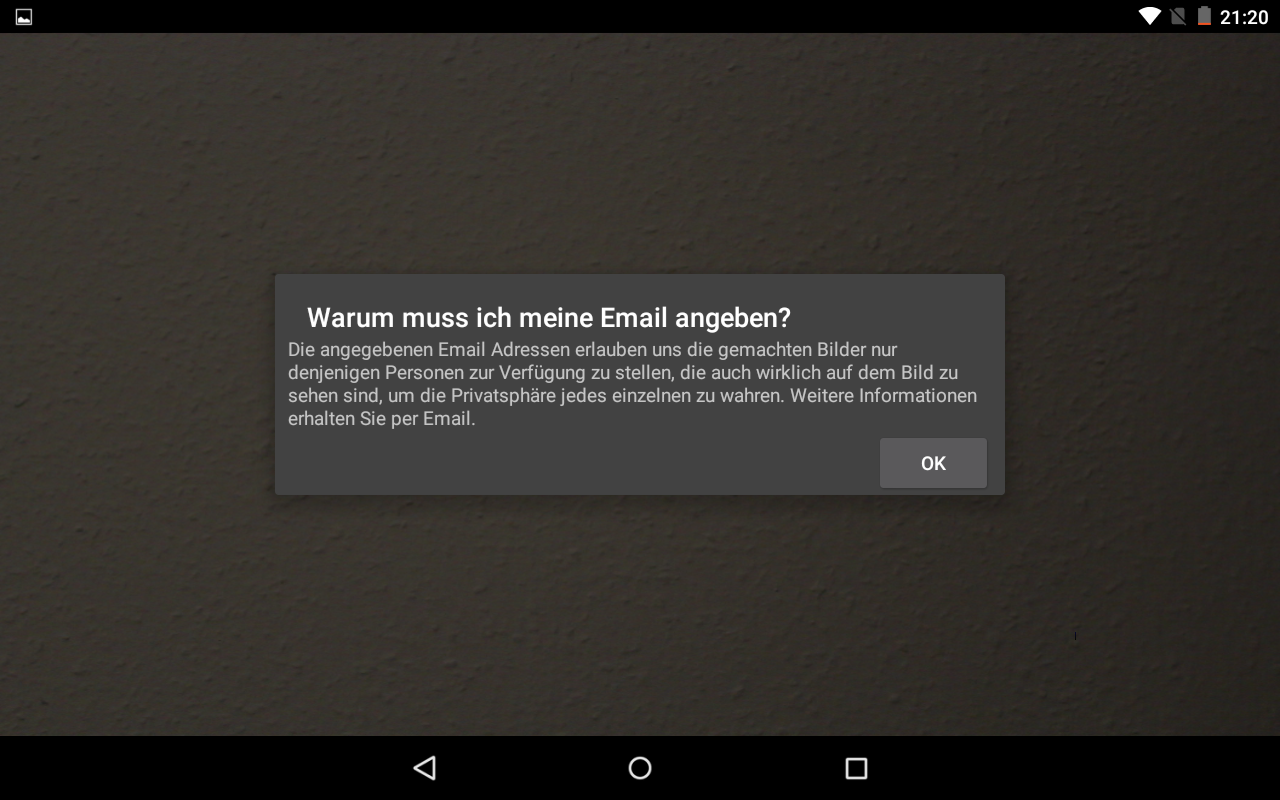 21:20
Warum muss ich meine Email angeben?
Die angegebenen Email Adressen erlauben uns die gemachten Bilder nur
denjenigen Personen zur Verfügung zu stellen, die auch wirklich auf dem Bild zu
sehen sind, um die Privatsphäre jedes einzelnen zu wahren. Weitere Informationen
erhalten Sie per Email.
OK